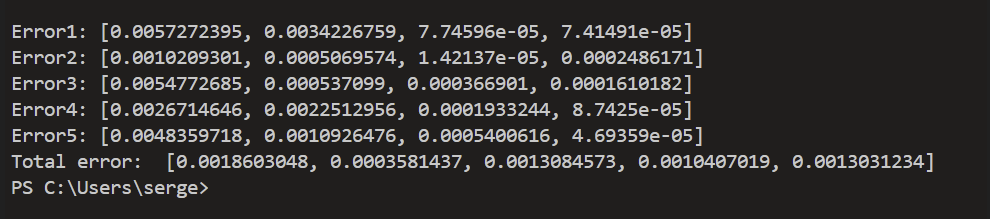 Error1: [0.0057272395, 0.0034226759, 7.74596e-05, 7.41491e-05]
Error2: [0.0010209301, 0.0005069574, 1.42137e-05, 0.0002486171]
Error3: [0.0054772685, 0.000537099, 0.000366901, 0.0001610182]
Error4: [0.0026714646, 0.0022512956, 0.0001933244, 8.7425e-05]
Error5: [0.0048359718, 0.0010926476, 0.0005400616, 4.69359e-05]
Total error:  [0.0018603048, 0.0003581437, 0.0013084573, 0.0010407019, 0.0013031234]
PS C:\Users\serge>